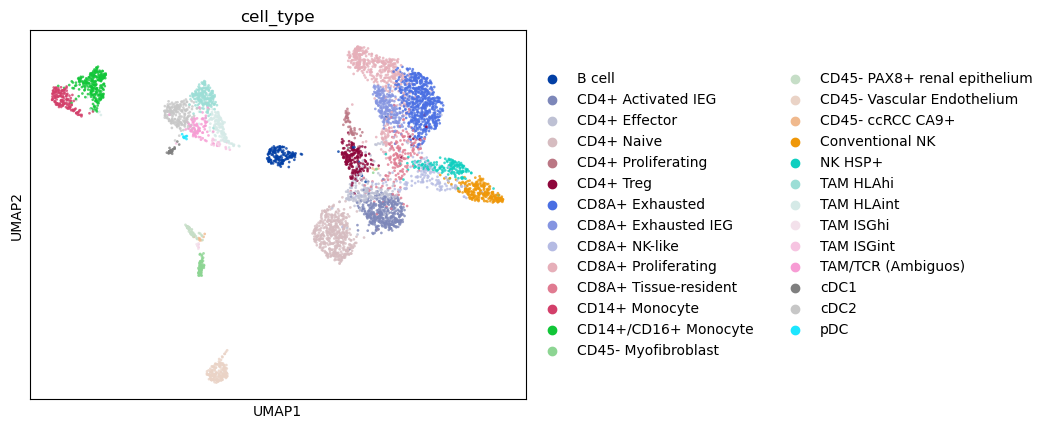 cell_type
UMAP2
UMAP1
B cell
CD4+ Activated IEG
CD4+ Effector
CD4+ Naive
CD4+ Proliferating
CD4+ Treg
CD8A+ Exhausted
CD8A+ Exhausted IEG
CD8A+ NK-like
CD8A+ Proliferating
CD8A+ Tissue-resident
CD14+ Monocyte
CD14+/CD16+ Monocyte
CD45- Myofibroblast
CD45- PAX8+ renal epithelium
CD45- Vascular Endothelium
CD45- ccRCC CA9+
Conventional NK
NK HSP+
TAM HLAhi
TAM HLAint
TAM ISGhi
TAM ISGint
TAM/TCR (Ambiguos)
cDC1
cDC2
pDC